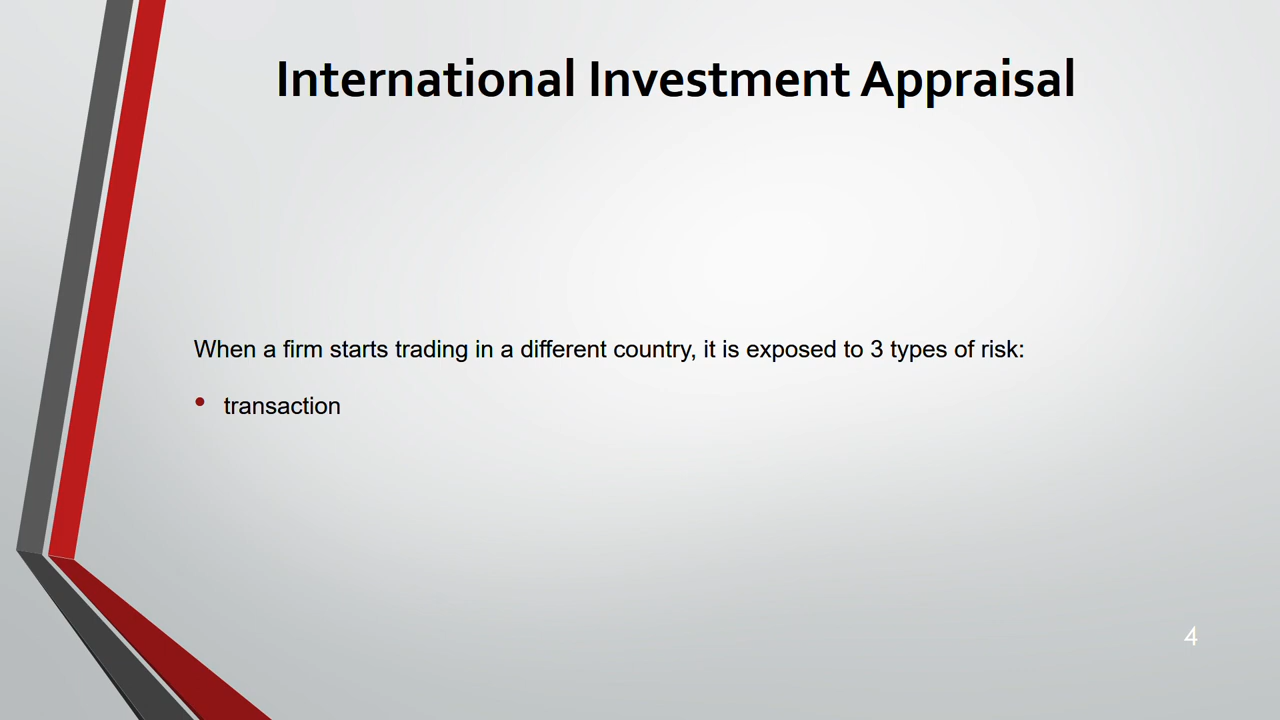 International Investment Appraisal
When a firm starts trading in a different country, it is exposed to 3 types of risk:
• transaction
4